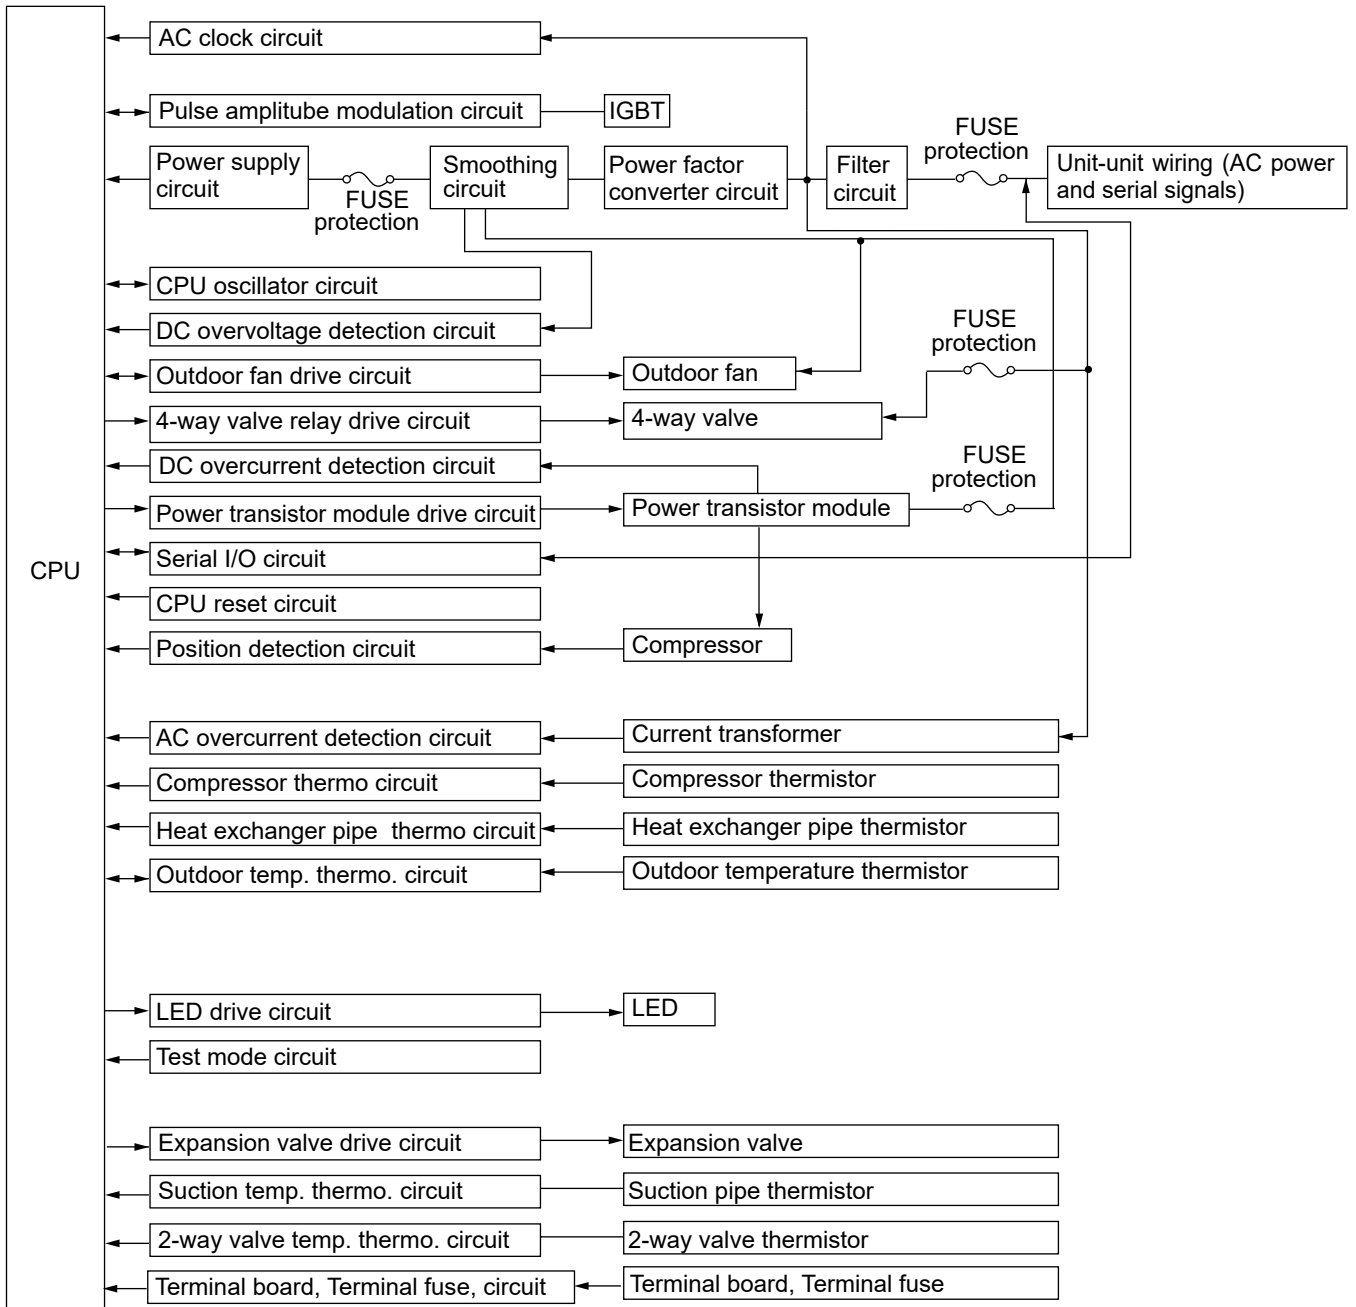 AC clock circuit
Pulse amplitube modulation circuit
IGBT
FUSE
protection
Power supply
circuit
FUSE
protection
Smoothing
circuit
Power factor
converter circuit
Filter
circuit
Unit-unit wiring (AC power
and serial signals)
CPU oscillator circuit
DC overvoltage detection circuit
FUSE
protection
Outdoor fan drive circuit
Outdoor fan
4-way valve relay drive circuit
4-way valve
DC overcurrent detection circuit
FUSE
protection
Power transistor module drive circuit
Power transistor module
Serial I/O circuit
CPU
CPU reset circuit
Position detection circuit
Compressor
AC overcurrent detection circuit
Current transformer
Compressor thermo circuit
Compressor thermistor
Heat exchanger pipe  thermo circuit
Heat exchanger pipe thermistor
Outdoor temp. thermo. circuit
Outdoor temperature thermistor
LED drive circuit
LED
Test mode circuit
Expansion valve drive circuit
Expansion valve
Suction temp. thermo. circuit
Suction pipe thermistor
2-way valve temp. thermo. circuit
2-way valve thermistor
Terminal board, Terminal fuse, circuit
Terminal board, Terminal fuse